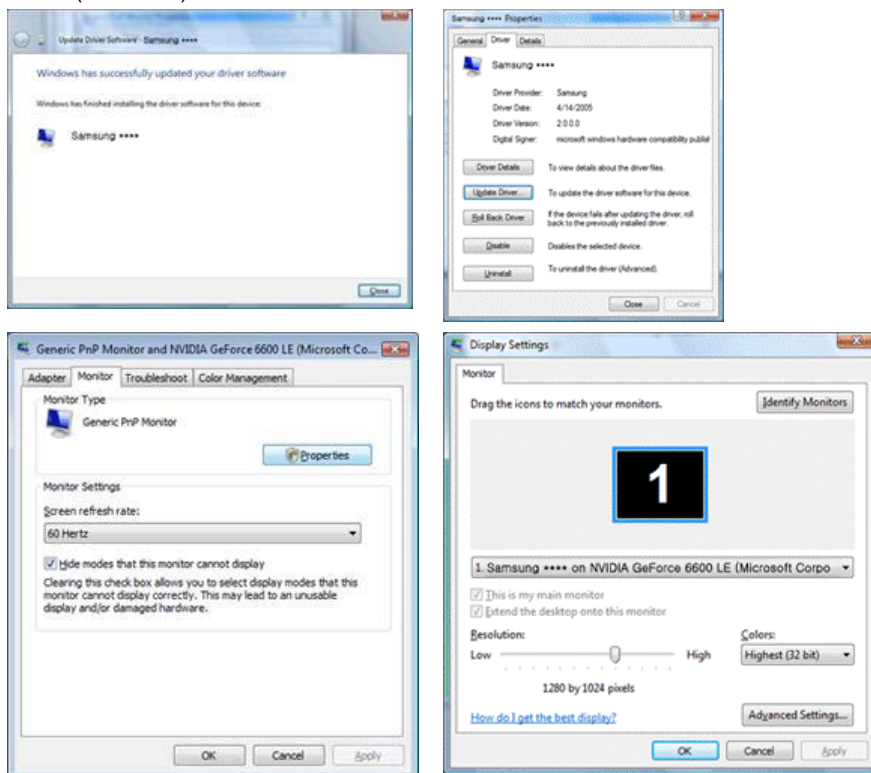 Update Driver Software - Samsung ****
Windows has successfully updated your driver software
Windows has finished installing the driver software for this device:
Samsung ****
Close
Samsung **** Properties
General Driver Details
Samsung ****
Driver Provider: Samsung
Driver Date: 4/14/2005
Driver Version: 2.0.0.0
Digital Signer: microsoft windows hardware compatibility publisl
Driver Details To view details about the driver files.
Update Driver... To update the driver software for this device.
Roll Back Driver If the device fails after updating the driver, roll
back to the previously installed driver.
Disable Disables the selected device.
Uninstall To uninstall the driver (Advanced).
Close Cancel
Generic PnP Monitor and NVIDIA GeForce 6600 LE (Microsoft Co...
Adapter Monitor Troubleshoot Color Management
Monitor Type
Generic PnP Monitor
Properties
Monitor Settings
Screen refresh rate:
60 Hertz
Hide modes that this monitor cannot display
Clearing this check box allows you to select display modes that this
monitor cannot display correctly. This may lead to an unusable
display and/or damaged hardware.
OK Cancel Apply
Display Settings
Monitor
Drag the icons to match your monitors. Identify Monitors
1
1. Samsung **** on NVIDIA GeForce 6600 LE (Microsoft Corpo
This is my main monitor
Extend the desktop onto this monitor
Resolution: Colors:
Low High Highest (32 bit)
1280 by 1024 pixels
How do I get the best display? Advanced Settings...
OK Cancel Apply